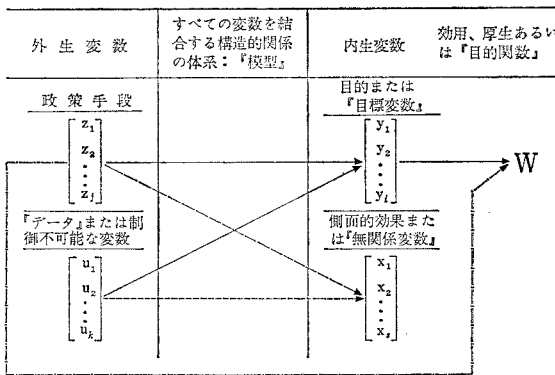 外生変数
すべての変数を結
合する構造的関係
の体系:『模型』
内生変数
効用、厚生あるい
は『目的関数』
政策手段
z₁
z₂
⋮
zⱼ
『データ』または制
御不可能な変数
u₁
u₂
⋮
uₖ
目的または
『目標変数』
y₁
y₂
⋮
yᵢ
側面的効果また
は『無関係変数』
x₁
x₂
⋮
xₛ
W